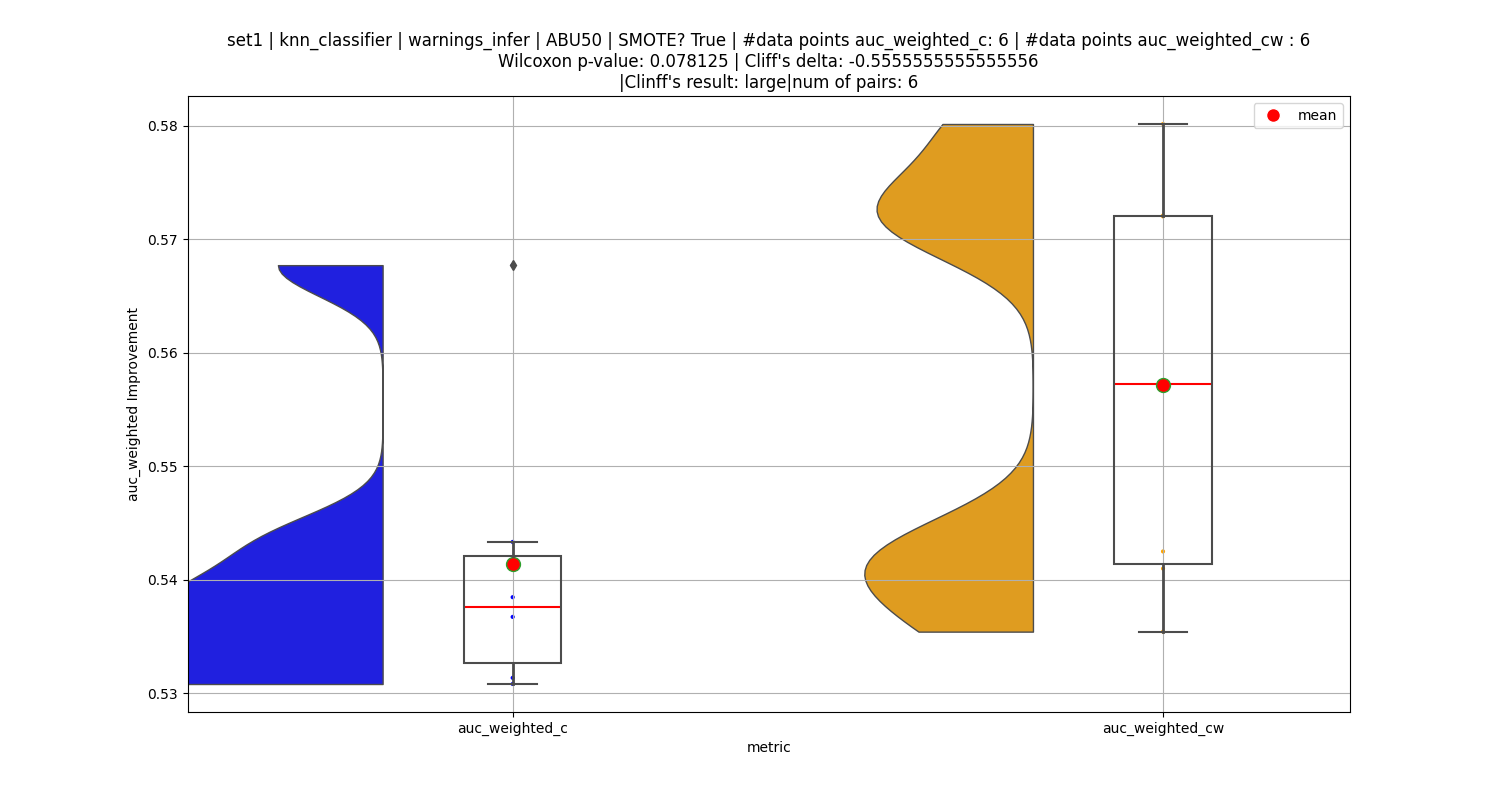 set1 | knn_classifier | warnings_infer | ABU50 | SMOTE? True | #data points auc_weighted_c: 6 | #data points auc_weighted_cw : 6
Wilcoxon p-value: 0.078125 | Cliff's delta: -0.5555555555555556
|Clinff's result: large|num of pairs: 6
mean
0.58
0.57
0.56
0.55
0.54
0.53
auc_weighted Improvement
auc_weighted_c
auc_weighted_cw
metric